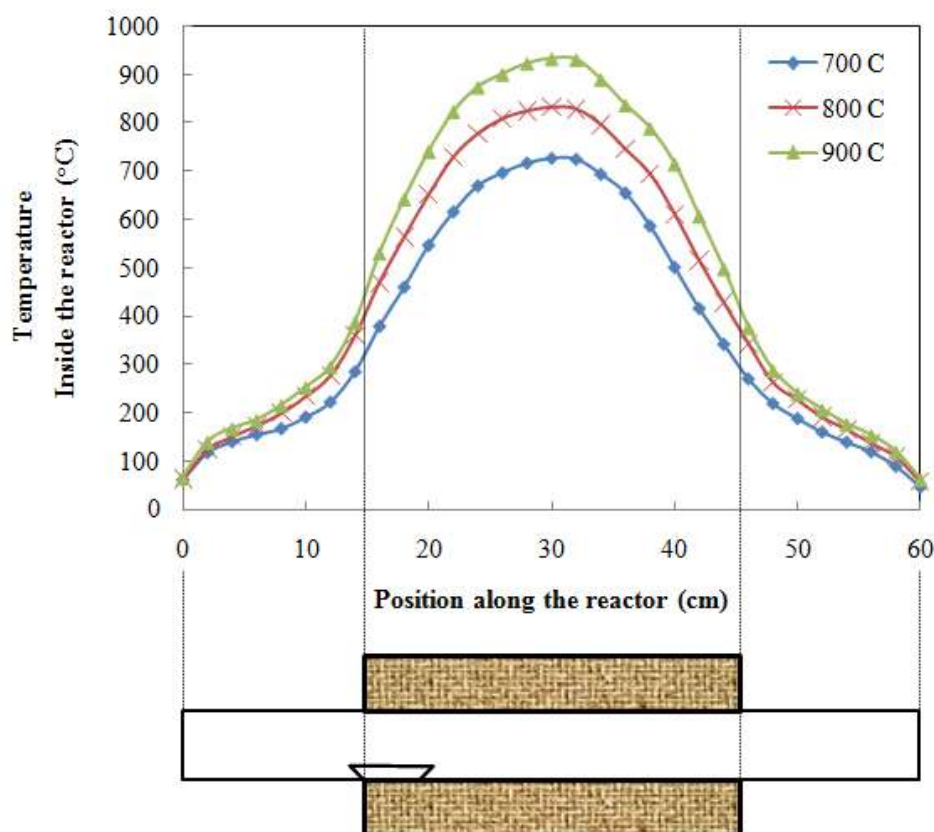 1000
900
800
700
600
500
400
300
200
100
0
Temperature
Inside the reactor (°C)
700 C
800 C
900 C
0 10 20 30 40 50 60
Position along the reactor (cm)